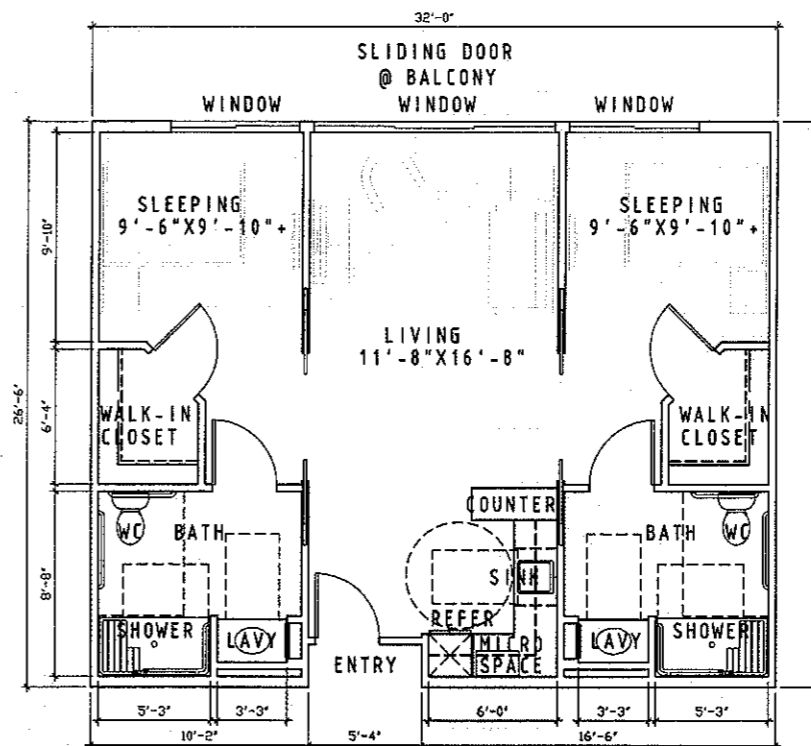 32'-0"
SLIDING DOOR
@ BALCONY
WINDOW WINDOW WINDOW
SLEEPING
9'-6"X9'-10"+
SLEEPING
9'-6"X9'-10"+
9'-10"
LIVING
11'-8"X16'-8"
26'-6"
6'-4"
WALK-IN
CLOSET
WALK-IN
CLOSET
COUNTER
WC BATH
BATH WC
SINK
8'-8"
REFER
SHOWER LAVY
MICRO
SPACE
LAVY SHOWER
ENTRY
5'-3" 3'-3" 6'-0" 3'-3" 5'-3"
10'-2" 5'-4" 16'-6"